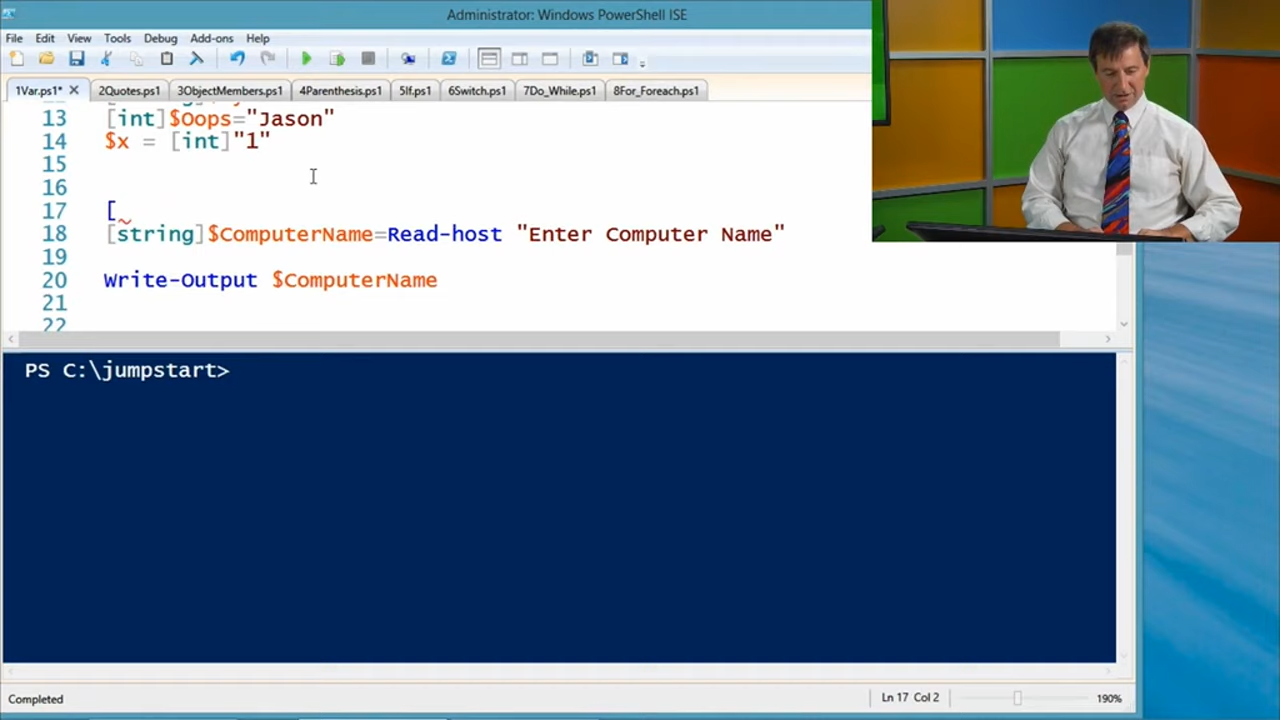 Administrator: Windows PowerShell ISE
File Edit View Tools Debug Add-ons Help
1Var.ps1* 2Quotes.ps1 3ObjectMembers.ps1 4Parenthesis.ps1 5If.ps1 6Switch.ps1 7Do_While.ps1 8For_Foreach.ps1
13 [int]$Oops="Jason"
14 $x = [int]"1"
15
16
17 [
18 [string]$ComputerName=Read-host "Enter Computer Name"
19
20 Write-Output $ComputerName
21
22
PS C:\jumpstart>
Completed Ln 17 Col 2 190%